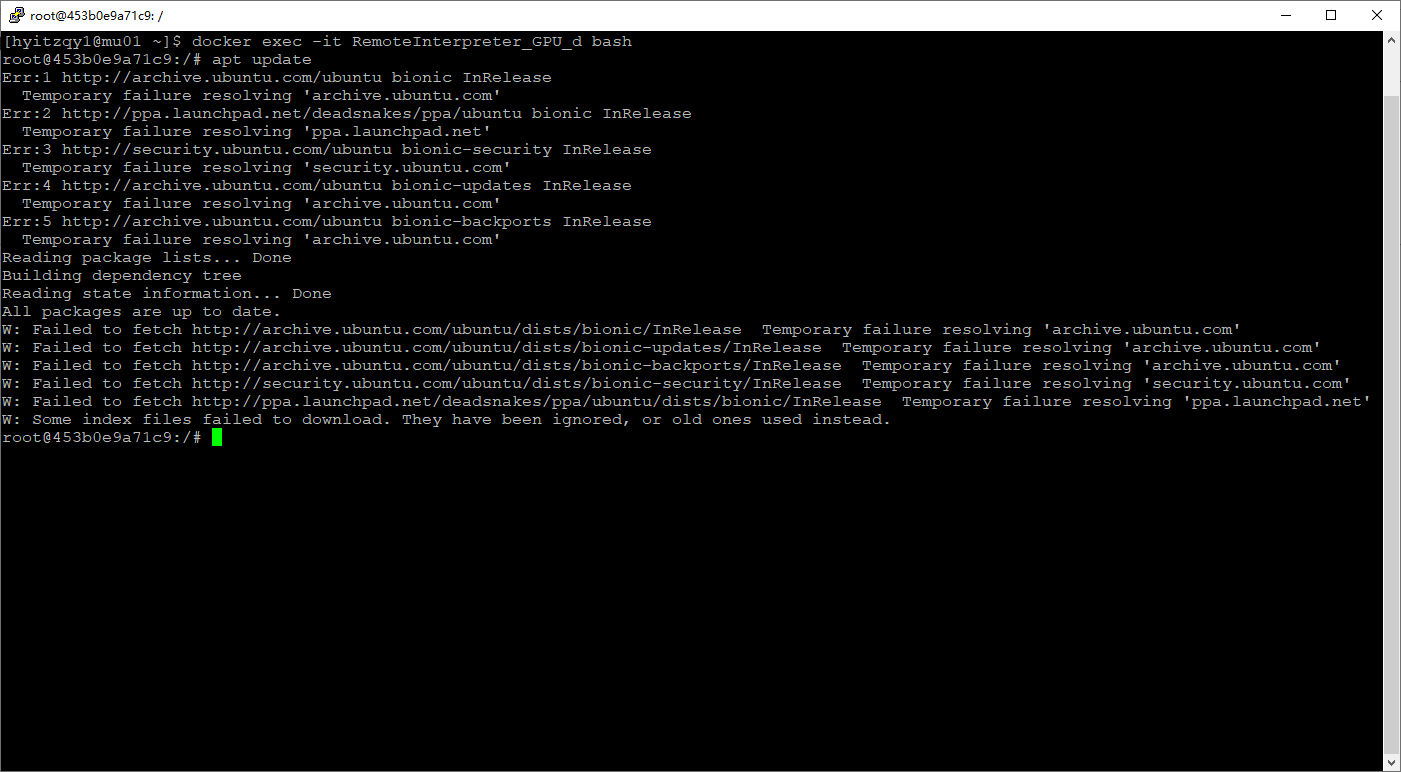 root@453b0e9a71c9: /
[hyitzqy1@mu01 ~]$ docker exec -it RemoteInterpreter_GPU_d bash
root@453b0e9a71c9:/# apt update
Err:1 http://archive.ubuntu.com/ubuntu bionic InRelease
  Temporary failure resolving 'archive.ubuntu.com'
Err:2 http://ppa.launchpad.net/deadsnakes/ppa/ubuntu bionic InRelease
  Temporary failure resolving 'ppa.launchpad.net'
Err:3 http://security.ubuntu.com/ubuntu bionic-security InRelease
  Temporary failure resolving 'security.ubuntu.com'
Err:4 http://archive.ubuntu.com/ubuntu bionic-updates InRelease
  Temporary failure resolving 'archive.ubuntu.com'
Err:5 http://archive.ubuntu.com/ubuntu bionic-backports InRelease
  Temporary failure resolving 'archive.ubuntu.com'
Reading package lists... Done
Building dependency tree
Reading state information... Done
All packages are up to date.
W: Failed to fetch http://archive.ubuntu.com/ubuntu/dists/bionic/InRelease  Temporary failure resolving 'archive.ubuntu.com'
W: Failed to fetch http://archive.ubuntu.com/ubuntu/dists/bionic-updates/InRelease  Temporary failure resolving 'archive.ubuntu.com'
W: Failed to fetch http://archive.ubuntu.com/ubuntu/dists/bionic-backports/InRelease  Temporary failure resolving 'archive.ubuntu.com'
W: Failed to fetch http://security.ubuntu.com/ubuntu/dists/bionic-security/InRelease  Temporary failure resolving 'security.ubuntu.com'
W: Failed to fetch http://ppa.launchpad.net/deadsnakes/ppa/ubuntu/dists/bionic/InRelease  Temporary failure resolving 'ppa.launchpad.net'
W: Some index files failed to download. They have been ignored, or old ones used instead.
root@453b0e9a71c9:/#